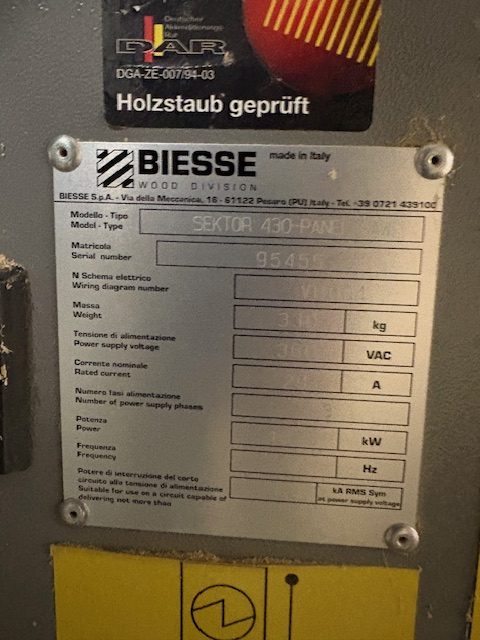 Deutscher
Akkreditierungs-
Rat
DAR
DGA-ZE-007/94-03
Holzstaub geprüft
BIESSE
made in Italy
WOOD DIVISION
BIESSE S.p.A. - Via della Meccanica, 16 - 61122 Pesaro (PU) Italy - Tel. +39 0721 439100
Modello - Tipo
Model - Type
SEKTOR 430-PANEL
Matricola
Serial number
95455
N Schema elettrico
Wiring diagram number
Massa
Weight
kg
Tensione di alimentazione
Power supply voltage
VAC
Corrente nominale
Rated current
A
Numero fasi alimentazione
Number of power supply phases
Potenza
Power
kW
Frequenza
Frequency
Hz
Potere di interruzione del corto
circuito alla tensione di alimentazione
Suitable for use on a circuit capable of
delivering not more than
kA RMS Sym
at power supply voltage